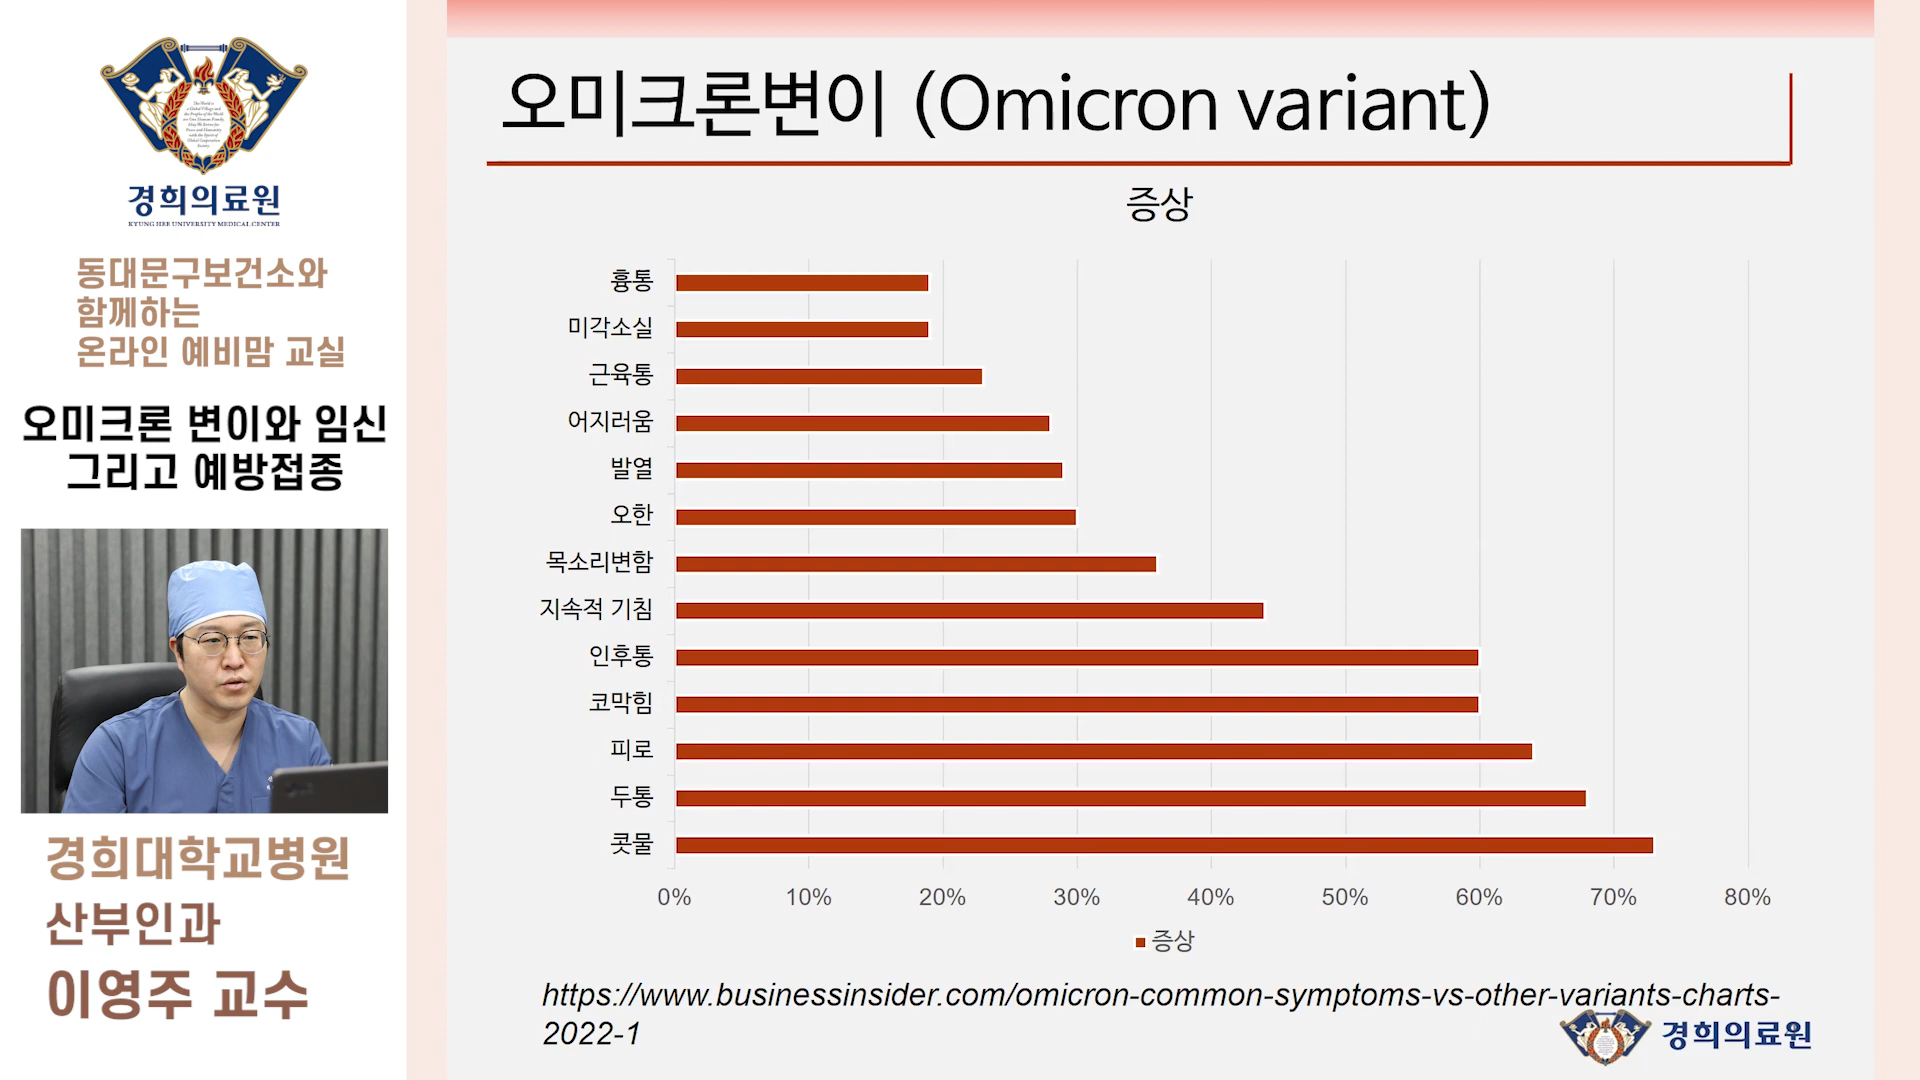 경희의료원
KYUNG HEE UNIVERSITY MEDICAL CENTER
동대문구보건소와
함께하는
온라인 예비맘 교실
오미크론 변이와 임신
그리고 예방접종
경희대학교병원
산부인과
이영주 교수
오미크론변이 (Omicron variant)
증상
흉통
미각소실
근육통
어지러움
발열
오한
목소리변함
지속적 기침
인후통
코막힘
피로
두통
콧물
0% 10% 20% 30% 40% 50% 60% 70% 80%
증상
https://www.businessinsider.com/omicron-common-symptoms-vs-other-variants-charts-
2022-1
경희의료원